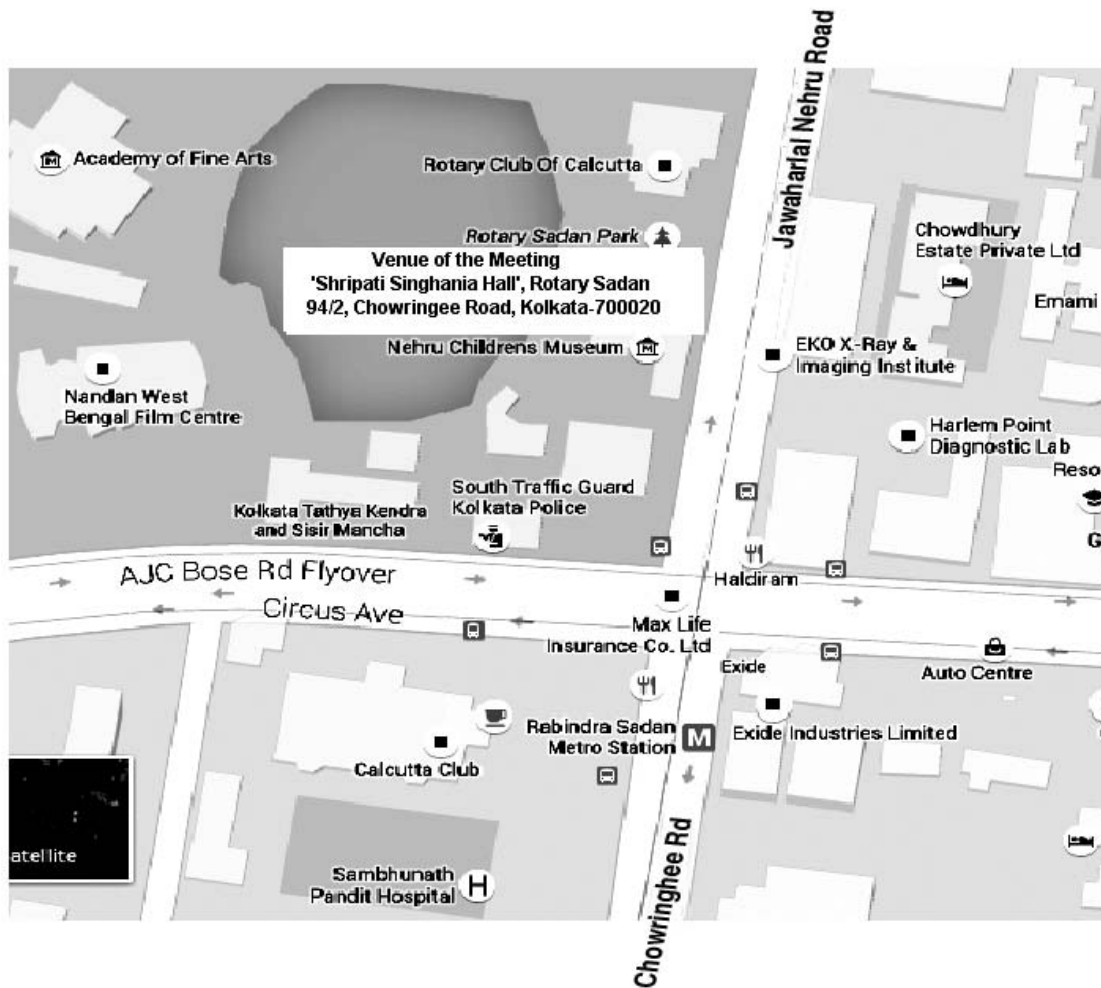 Jawaharlal Nehru Road
Academy of Fine Arts
Rotary Club Of Calcutta
Rotary Sadan Park
Chowdhury
Estate Private Ltd
Emami
Venue of the Meeting
'Shripati Singhania Hall', Rotary Sadan
94/2, Chowringee Road, Kolkata-700020
Nehru Childrens Museum
EKO X-Ray &
Imaging Institute
Nandan West
Bengal Film Centre
Harlem Point
Diagnostic Lab
Reso
South Traffic Guard
Kolkata Police
Kolkata Tathya Kendra
and Sisir Mancha
G
AJC Bose Rd Flyover
Haldiram
Circus Ave
Max Life
Insurance Co. Ltd
Exide
Auto Centre
Rabindra Sadan
Metro Station
M
Exide Industries Limited
Calcutta Club
atellite
Sambhunath
Pandit Hospital
H
Chowringhee Rd